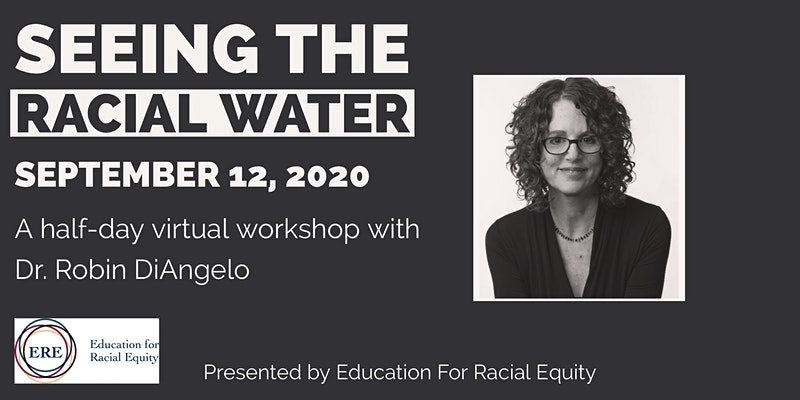 SEEING THE
RACIAL WATER
SEPTEMBER 12, 2020
A half-day virtual workshop with
Dr. Robin DiAngelo
ERE
Education for
Racial Equity
Presented by Education For Racial Equity